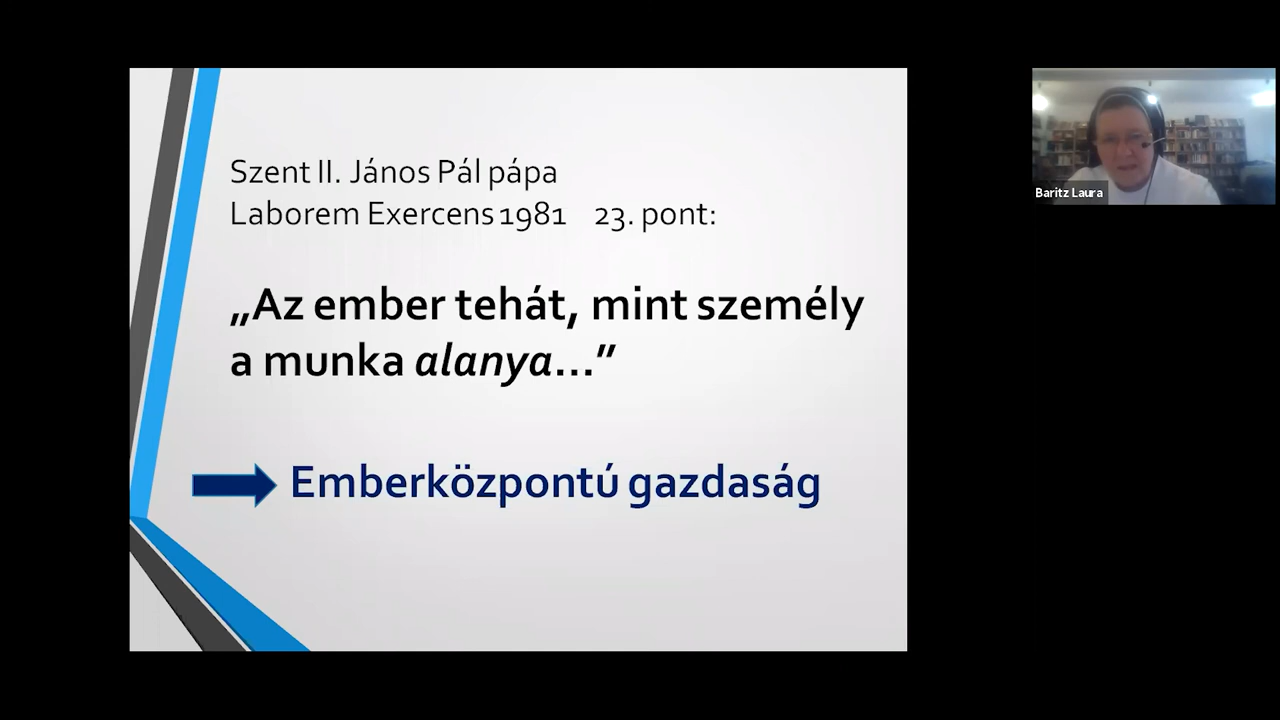 Szent II. János Pál pápa
Laborem Exercens 1981 23. pont:
„Az ember tehát, mint személy
a munka alanya…”
Emberközpontú gazdaság
Baritz Laura